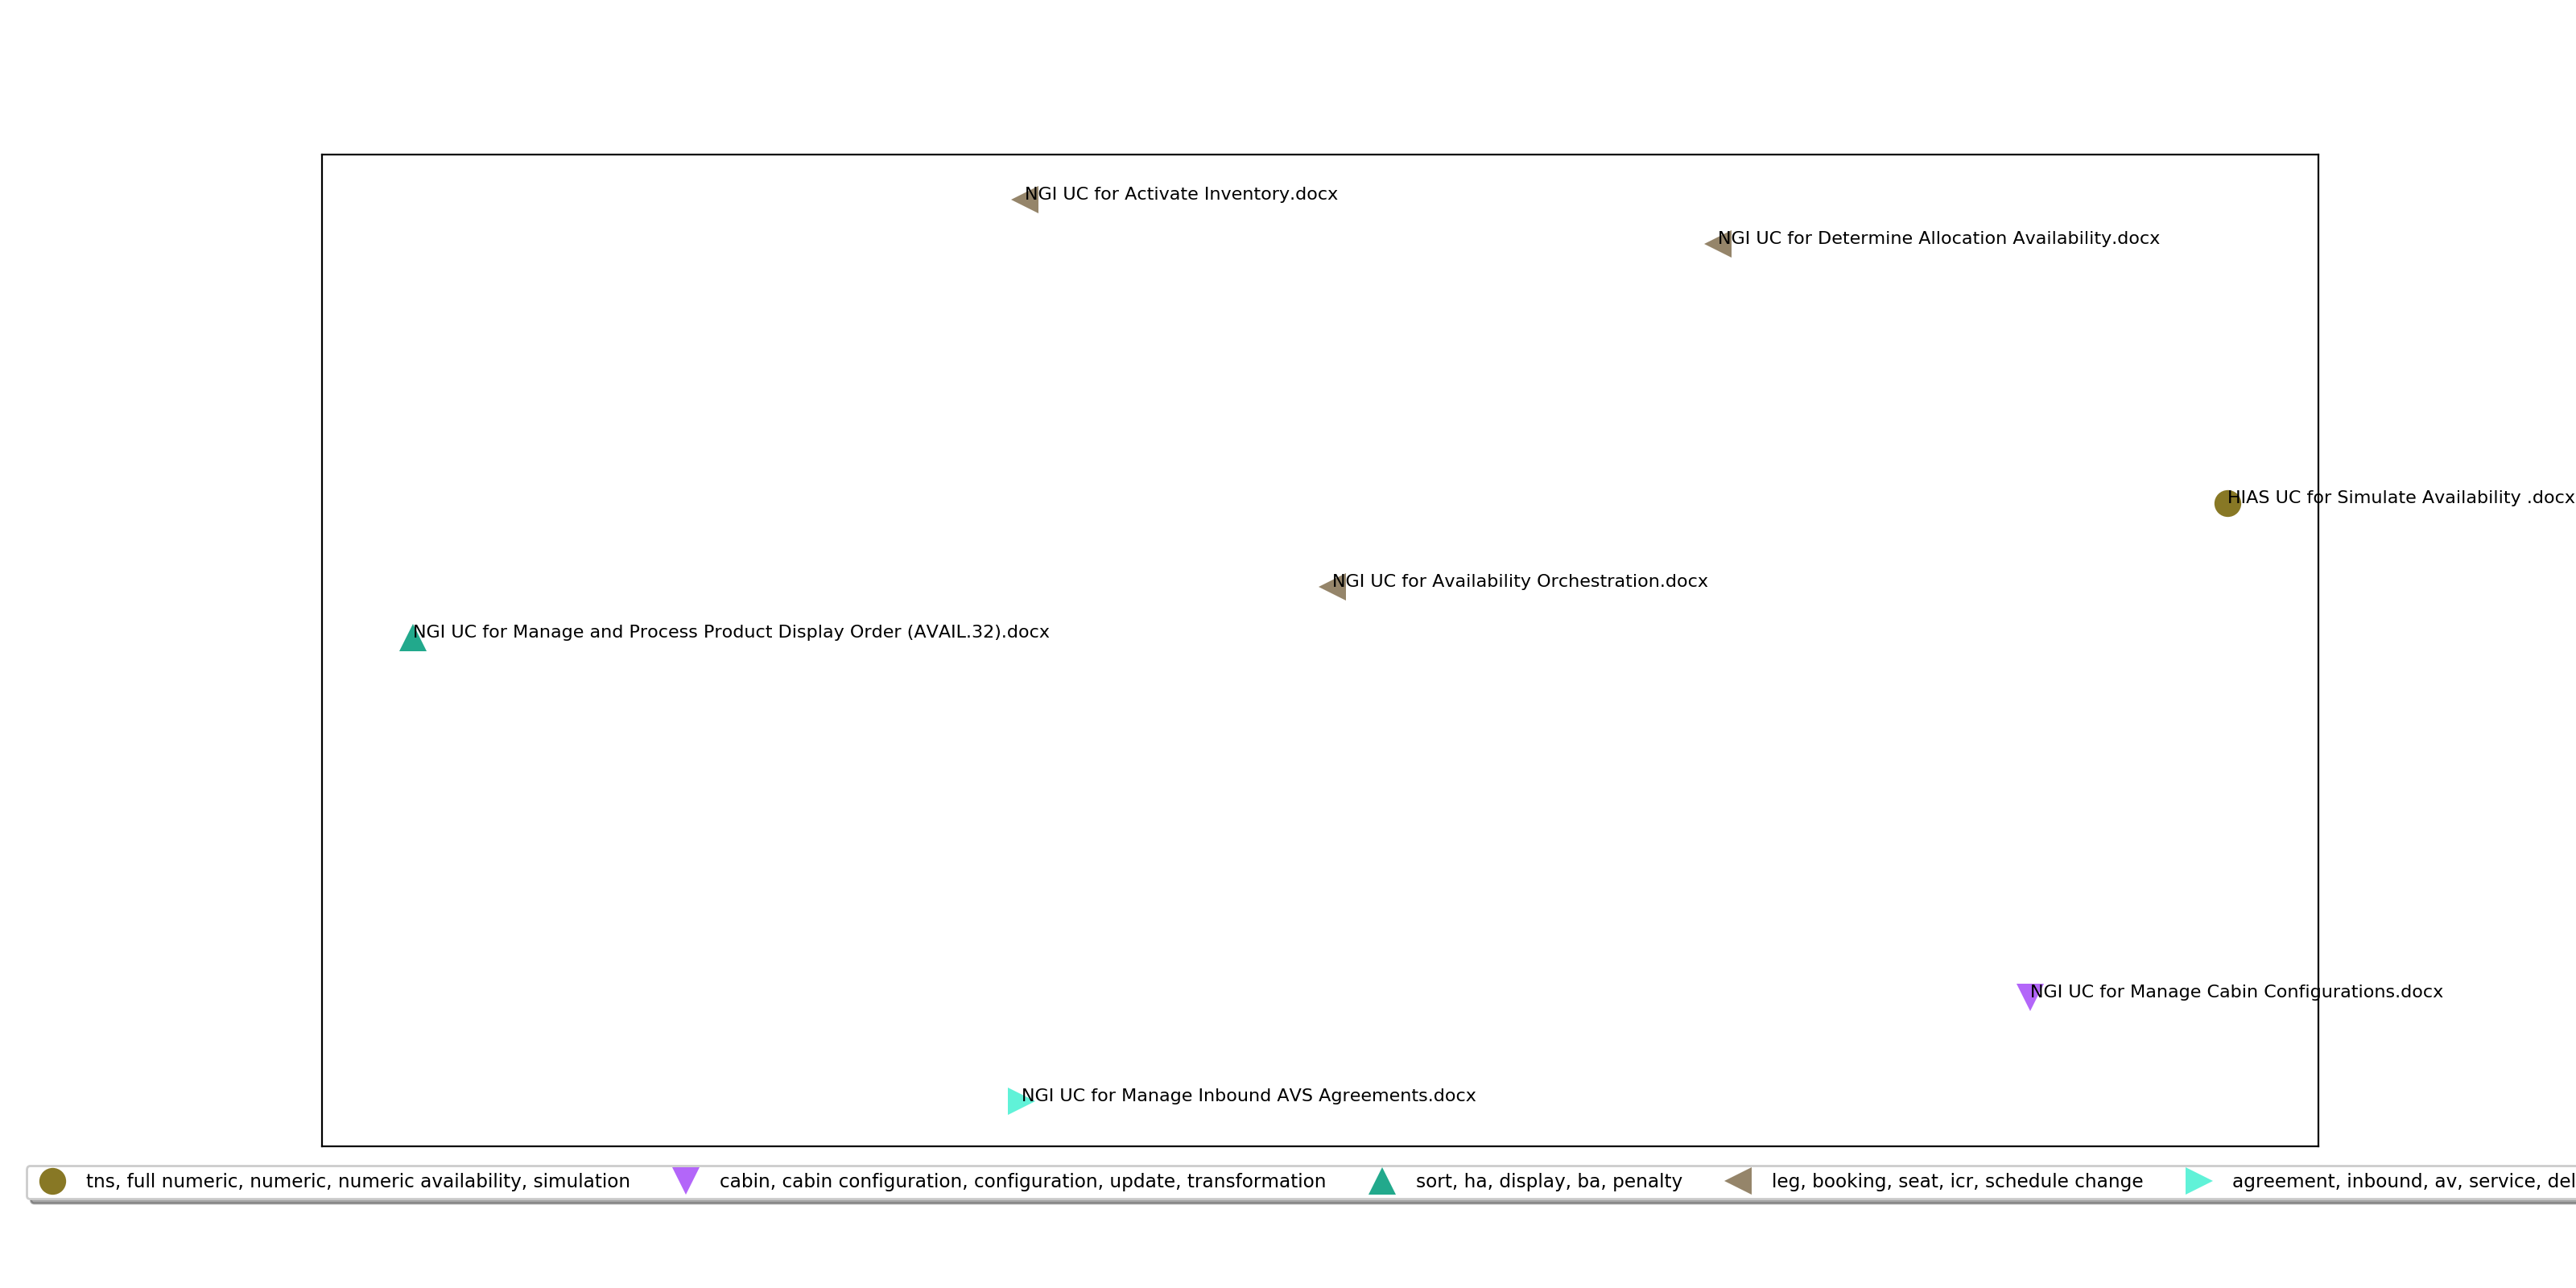 NGI UC for Activate Inventory.docx
NGI UC for Determine Allocation Availability.docx
HIAS UC for Simulate Availability .docx
NGI UC for Availability Orchestration.docx
NGI UC for Manage and Process Product Display Order (AVAIL.32).docx
NGI UC for Manage Cabin Configurations.docx
NGI UC for Manage Inbound AVS Agreements.docx
tns, full numeric, numeric, numeric availability, simulation
cabin, cabin configuration, configuration, update, transformation
sort, ha, display, ba, penalty
leg, booking, seat, icr, schedule change
agreement, inbound, av, service,